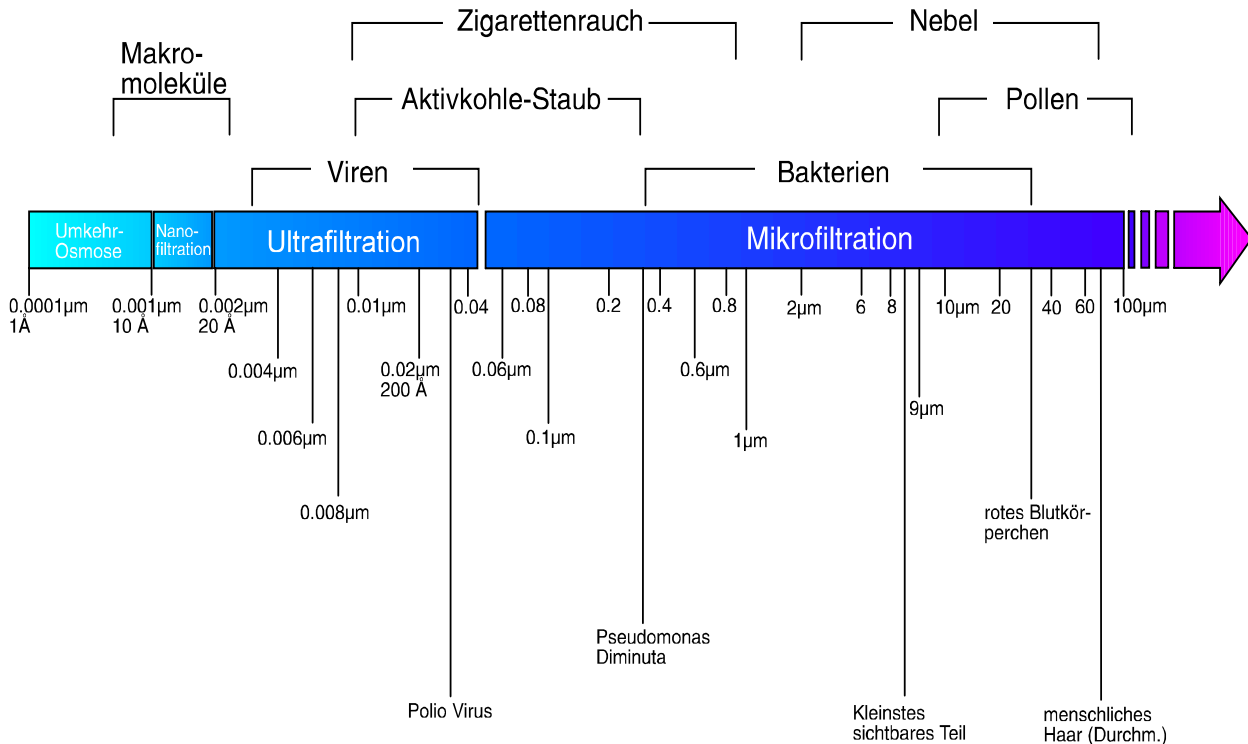 Zigarettenrauch
Nebel
Makro-
moleküle
Aktivkohle-Staub
Pollen
Viren
Bakterien
Umkehr-
Osmose
Nano-
filtration
Ultrafiltration
Mikrofiltration
0.0001µm
1Å
0.001µm
10 Å
0.002µm
20 Å
0.01µm
0.04
0.08
0.2
0.4
0.8
2µm
6
8
10µm
20
40
60
100µm
0.004µm
0.02µm
200 Å
0.06µm
0.6µm
9µm
0.006µm
0.1µm
1µm
0.008µm
rotes Blutkör-
perchen
Pseudomonas
Diminuta
Polio Virus
Kleinstes
sichtbares Teil
menschliches
Haar (Durchm.)